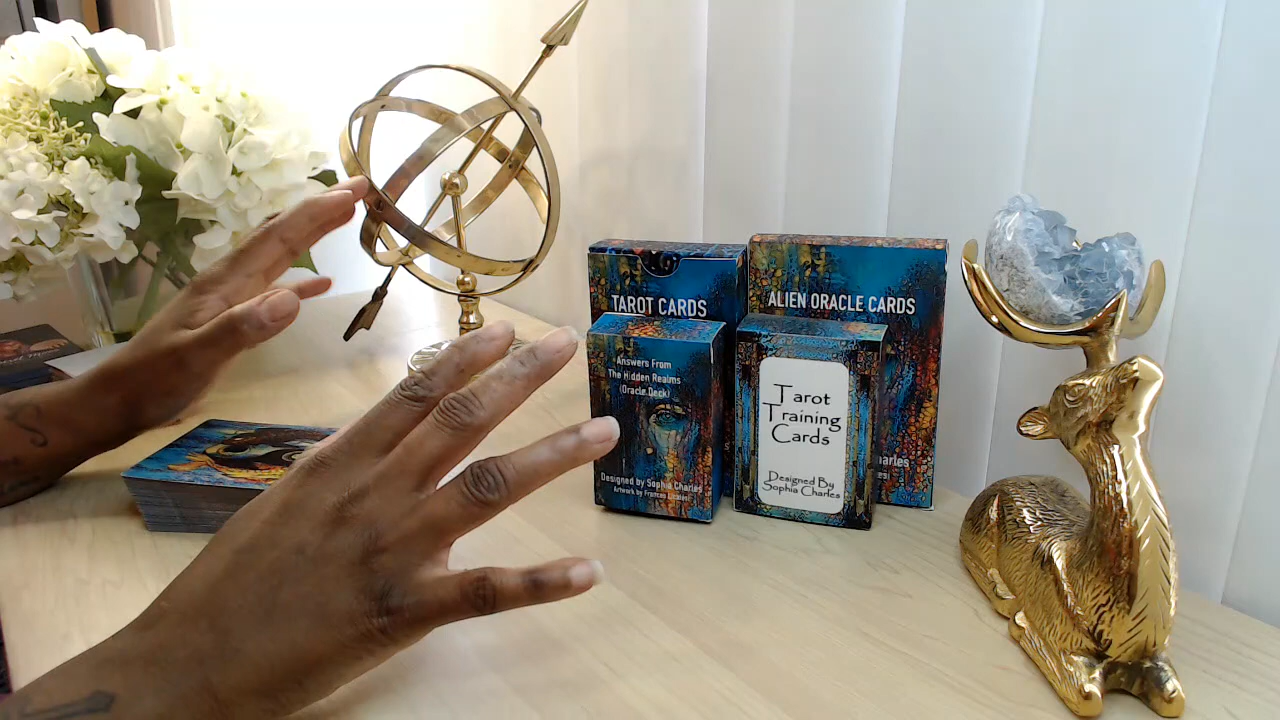 TAROT CARDS
ALIEN ORACLE CARDS
Answers From
The Hidden Realms
(Oracle Deck)
Designed by Sophia Charles
Artwork by Frances
Tarot
Training
Cards
Designed By
Sophia Charles
arles